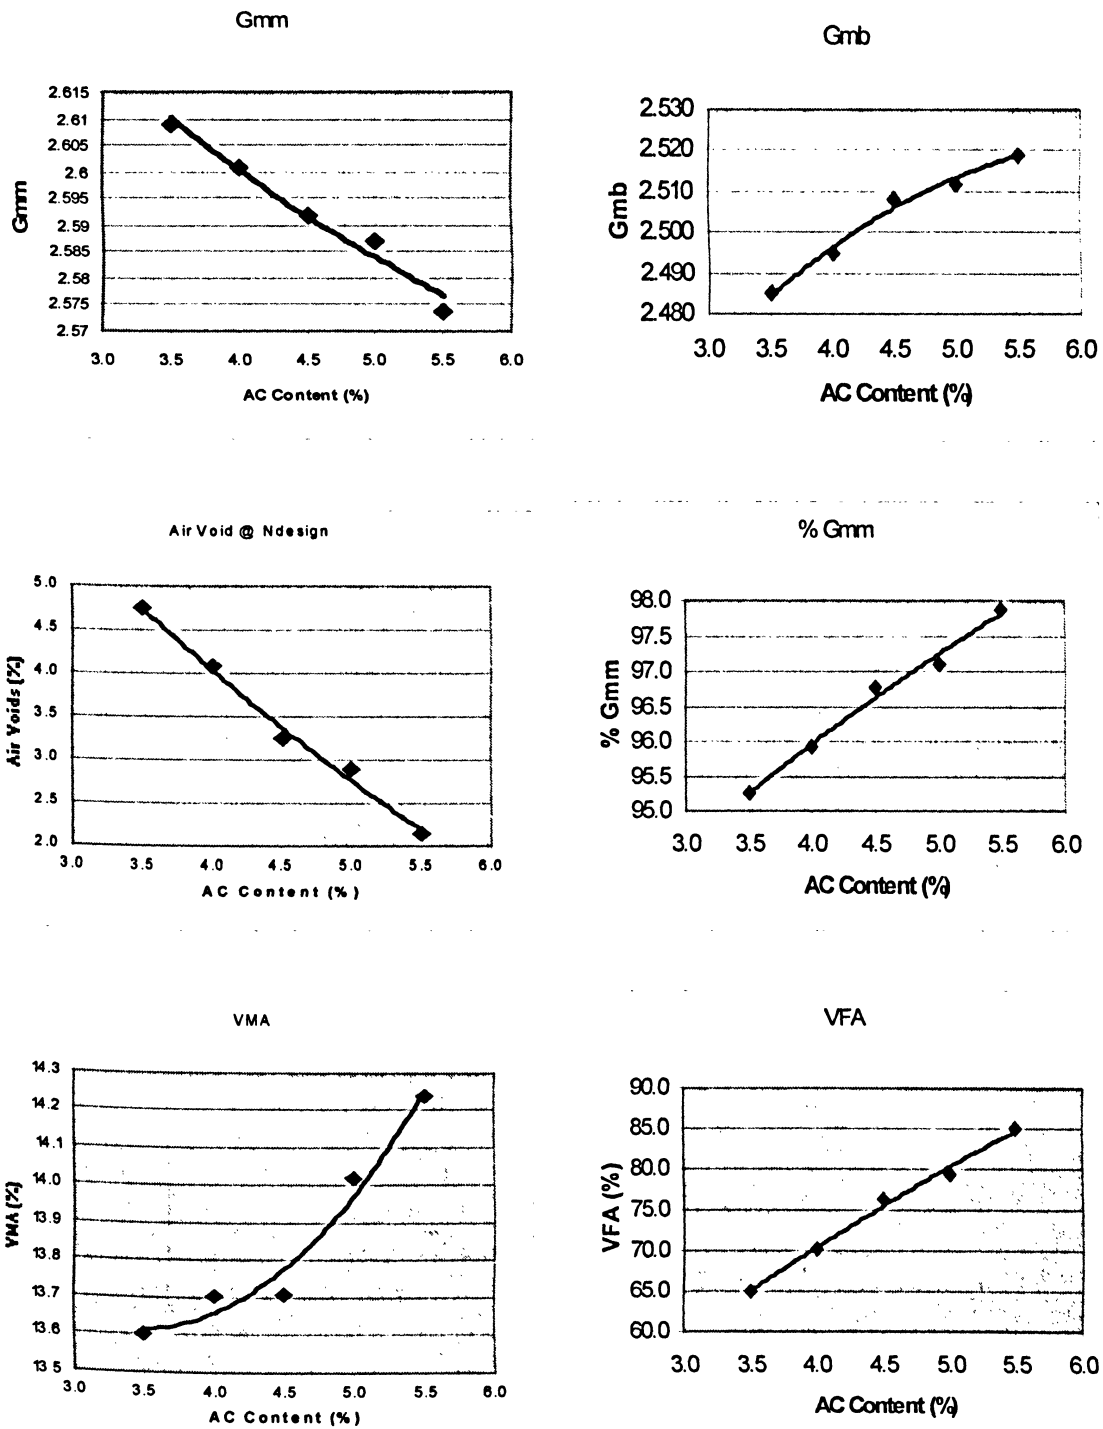 Gmm
2.615
2.61
2.605
2.6
2.595
2.59
2.585
2.58
2.575
2.57
Gmm
3.0 3.5 4.0 4.5 5.0 5.5 6.0
AC Content (%)
Gmb
2.530
2.520
2.510
2.500
2.490
2.480
Gmb
3.0 3.5 4.0 4.5 5.0 5.5 6.0
AC Content (%)
Air Void @ Ndesign
5.0
4.5
4.0
3.5
3.0
2.5
2.0
Air Voids (%)
3.0 3.5 4.0 4.5 5.0 5.5 6.0
AC Content (%)
% Gmm
98.0
97.5
97.0
96.5
96.0
95.5
95.0
% Gmm
3.0 3.5 4.0 4.5 5.0 5.5 6.0
AC Content (%)
VMA
14.3
14.2
14.1
14.0
13.9
13.8
13.7
13.6
13.5
VMA (%)
3.0 3.5 4.0 4.5 5.0 5.5 6.0
AC Content (%)
VFA
90.0
85.0
80.0
75.0
70.0
65.0
60.0
VFA (%)
3.0 3.5 4.0 4.5 5.0 5.5 6.0
AC Content (%)